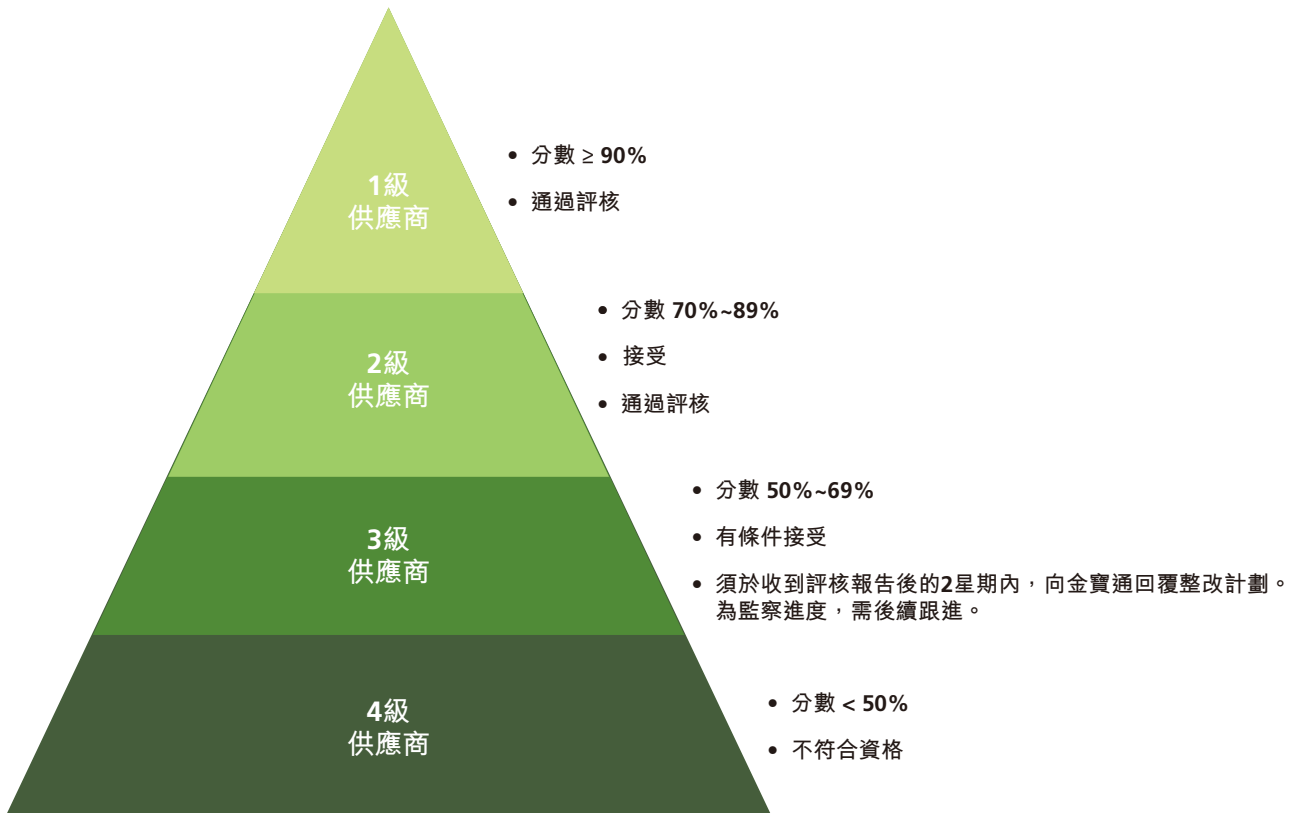 1級
供應商
• 分數 ≥ 90%
• 通過評核
2級
供應商
• 分數 70%~89%
• 接受
• 通過評核
3級
供應商
• 分數 50%~69%
• 有條件接受
• 須於收到評核報告後的2星期內，向金寶通回覆整改計劃。
為監察進度，需後續跟進。
4級
供應商
• 分數 < 50%
• 不符合資格